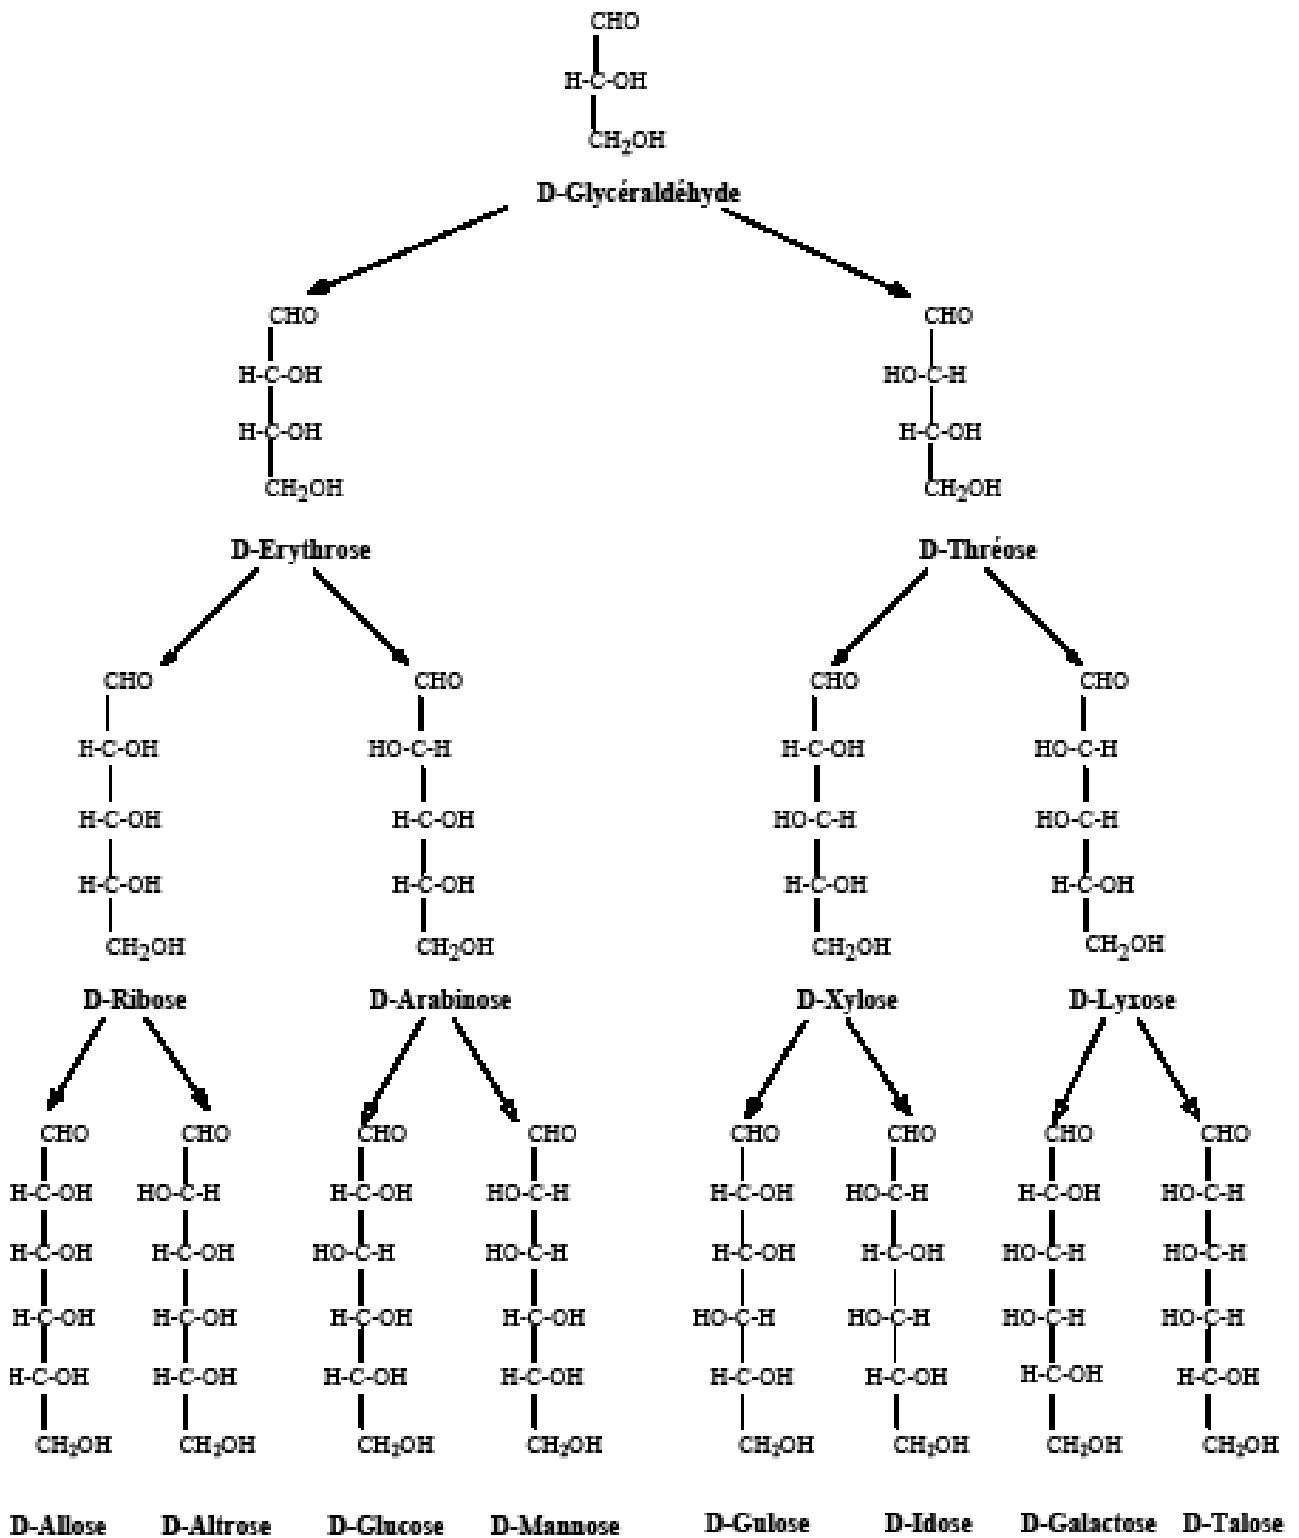 CHO
H-C-OH
CH₂OH
D-Glycéraldéhyde
CHO CHO
H-C-OH HO-C-H
H-C-OH H-C-OH
CH₂OH CH₂OH
D-Erythrose D-Thréose
CHO CHO CHO CHO
H-C-OH HO-C-H H-C-OH HO-C-H
H-C-OH H-C-OH HO-C-H HO-C-H
H-C-OH H-C-OH H-C-OH H-C-OH
CH₂OH CH₂OH CH₂OH CH₂OH
D-Ribose D-Arabinose D-Xylose D-Lyxose
CHO CHO CHO CHO CHO CHO CHO CHO
H-C-OH HO-C-H H-C-OH HO-C-H H-C-OH HO-C-H H-C-OH HO-C-H
H-C-OH H-C-OH HO-C-H HO-C-H H-C-OH H-C-OH HO-C-H HO-C-H
H-C-OH H-C-OH H-C-OH H-C-OH HO-C-H HO-C-H HO-C-H HO-C-H
H-C-OH H-C-OH H-C-OH H-C-OH H-C-OH H-C-OH H-C-OH H-C-OH
CH₂OH CH₂OH CH₂OH CH₂OH CH₂OH CH₂OH CH₂OH CH₂OH
D-Allose D-Altrose D-Glucose D-Mannose D-Gulose D-Idose D-Galactose D-Talose